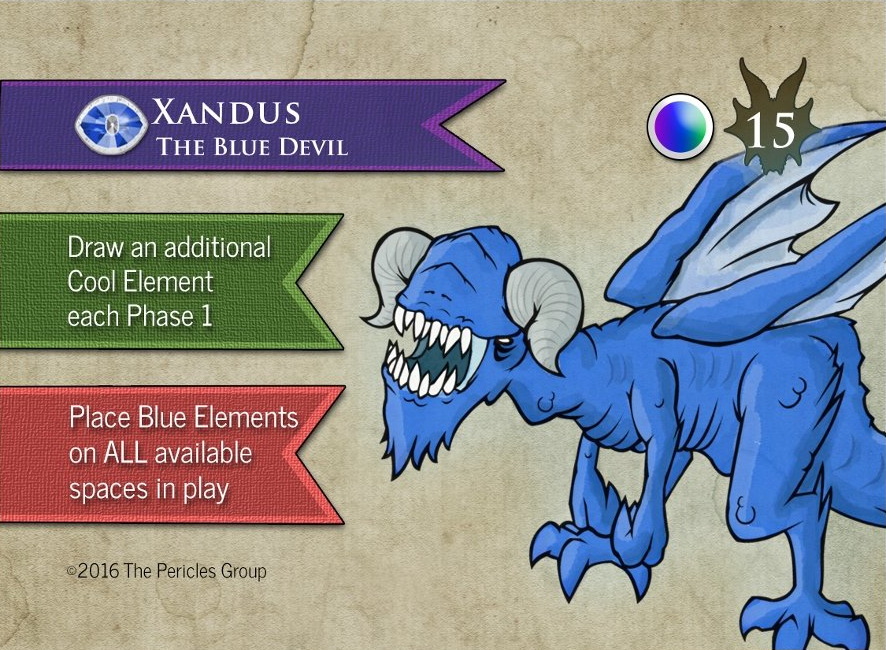 XANDUS
THE BLUE DEVIL
15
Draw an additional
Cool Element
each Phase 1
Place Blue Elements
on ALL available
spaces in play
©2016 The Pericles Group